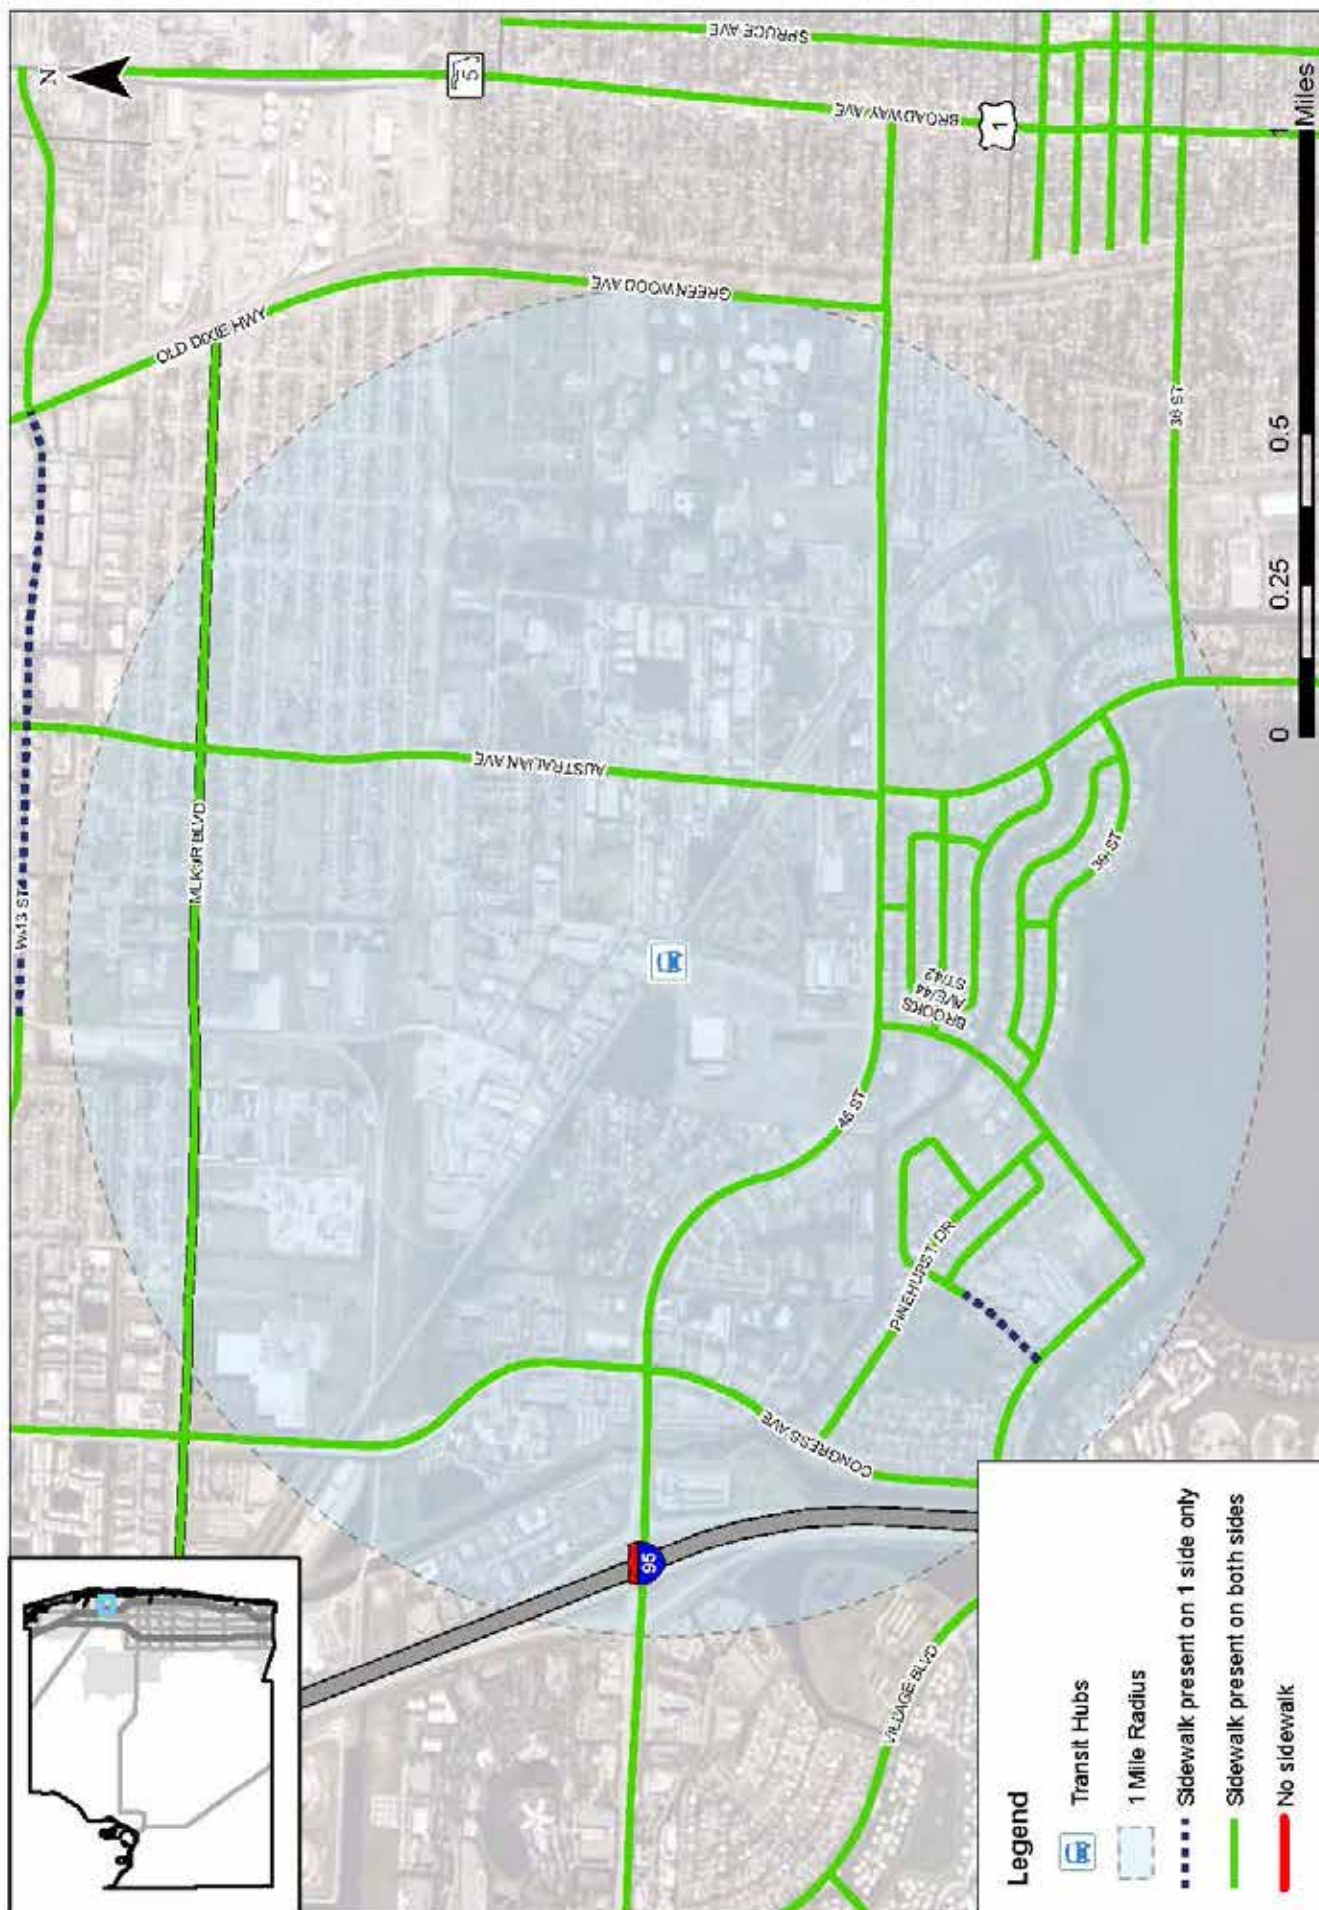 N
5
SPRUCE AVE
BROADWAY AVE
1
OLD DIXIE HWY
GREENWOOD AVE
W 13 ST
MLK JR BLVD
AUSTRALIAN AVE
36 ST
39 ST
BROOKS
AVE/44
ST/42
45 ST
PINEHURST DR
CONGRESS AVE
95
VILLAGE BLVD
0 0.25 0.5 1
Miles
Legend
Transit Hubs
1 Mile Radius
Sidewalk present on 1 side only
Sidewalk present on both sides
No sidewalk